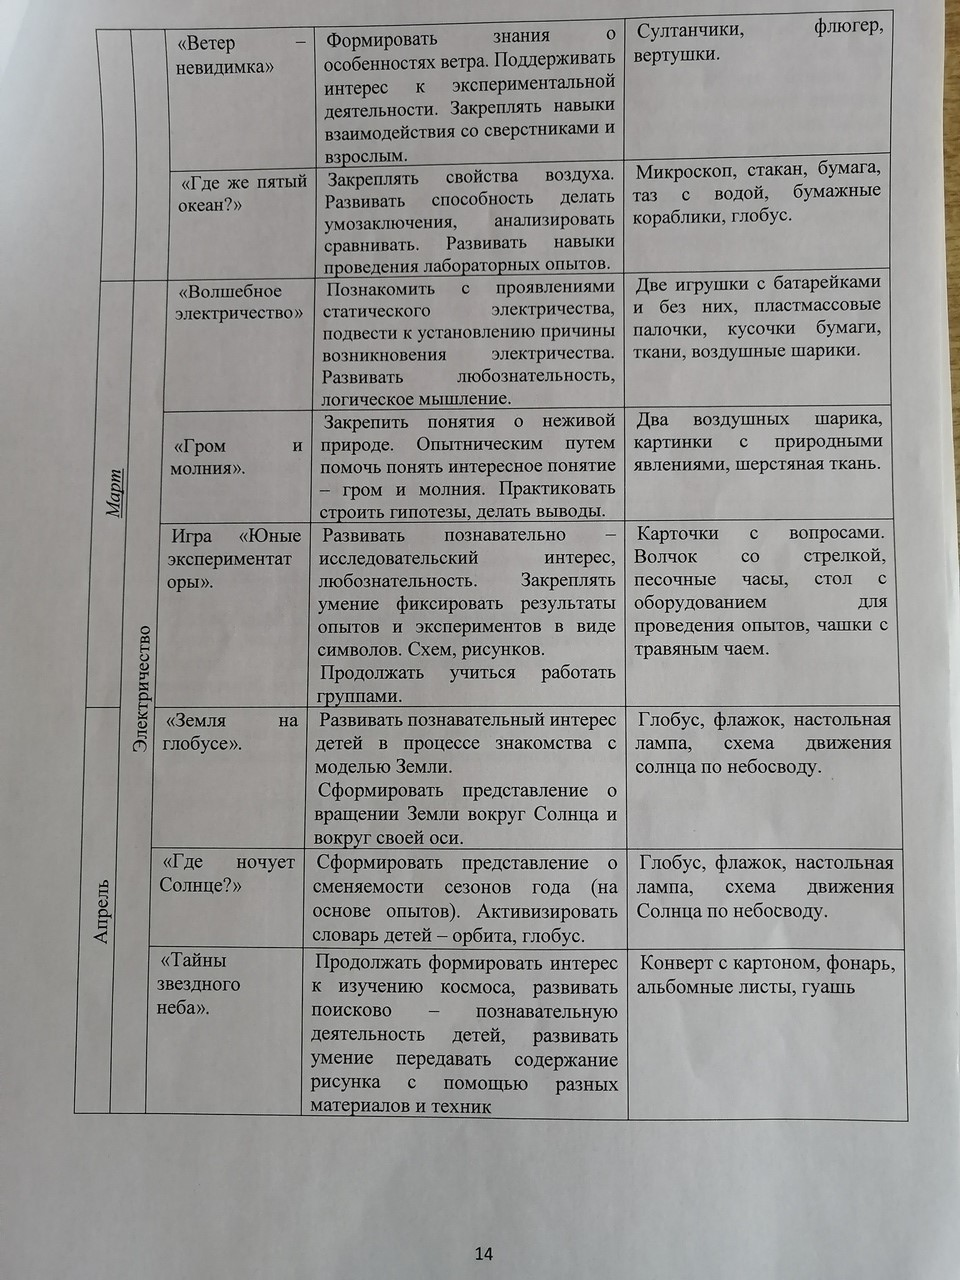 «Ветер –
невидимка»
Формировать знания о
особенностях ветра. Поддерживать
интерес к экспериментальной
деятельности. Закреплять навыки
взаимодействия со сверстниками и
взрослым.
Султанчики, флюгер,
вертушки.
«Где же пятый
океан?»
Закреплять свойства воздуха.
Развивать способность делать
умозаключения, анализировать
сравнивать. Развивать навыки
проведения лабораторных опытов.
Микроскоп, стакан, бумага,
таз с водой, бумажные
кораблики, глобус.
Март
Электричество
«Волшебное
электричество»
Познакомить с проявлениями
статического электричества,
подвести к установлению причины
возникновения электричества.
Развивать любознательность,
логическое мышление.
Две игрушки с батарейками
и без них, пластмассовые
палочки, кусочки бумаги,
ткани, воздушные шарики.
«Гром и
молния».
Закрепить понятия о неживой
природе. Опытническим путем
помочь понять интересное понятие
– гром и молния. Практиковать
строить гипотезы, делать выводы.
Два воздушных шарика,
картинки с природными
явлениями, шерстяная ткань.
Игра «Юные
экспериментат
оры».
Развивать познавательно –
исследовательский интерес,
любознательность. Закреплять
умение фиксировать результаты
опытов и экспериментов в виде
символов. Схем, рисунков.
Продолжать учиться работать
группами.
Карточки с вопросами.
Волчок со стрелкой,
песочные часы, стол с
оборудованием для
проведения опытов, чашки с
травяным чаем.
Апрель
«Земля на
глобусе».
Развивать познавательный интерес
детей в процессе знакомства с
моделью Земли.
Сформировать представление о
вращении Земли вокруг Солнца и
вокруг своей оси.
Глобус, флажок, настольная
лампа, схема движения
солнца по небосводу.
«Где ночует
Солнце?»
Сформировать представление о
сменяемости сезонов года (на
основе опытов). Активизировать
словарь детей – орбита, глобус.
Глобус, флажок, настольная
лампа, схема движения
Солнца по небосводу.
«Тайны
звездного
неба».
Продолжать формировать интерес
к изучению космоса, развивать
поисково – познавательную
деятельность детей, развивать
умение передавать содержание
рисунка с помощью разных
материалов и техник
Конверт с картоном, фонарь,
альбомные листы, гуашь
14